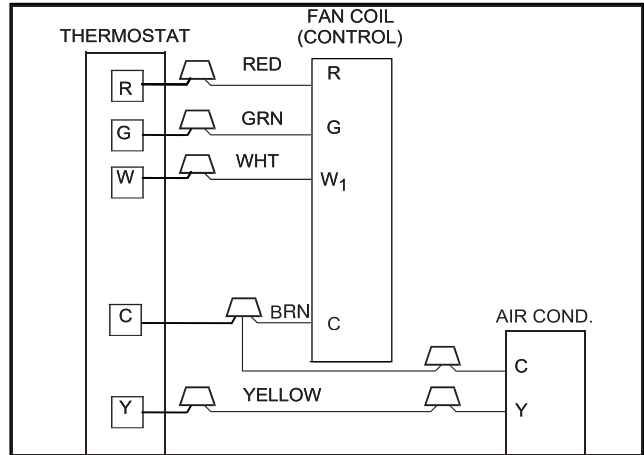 FAN COIL
(CONTROL)
THERMOSTAT
R
RED
R
G
GRN
G
W
WHT
W1
C
BRN
C
AIR COND.
C
Y
YELLOW
Y